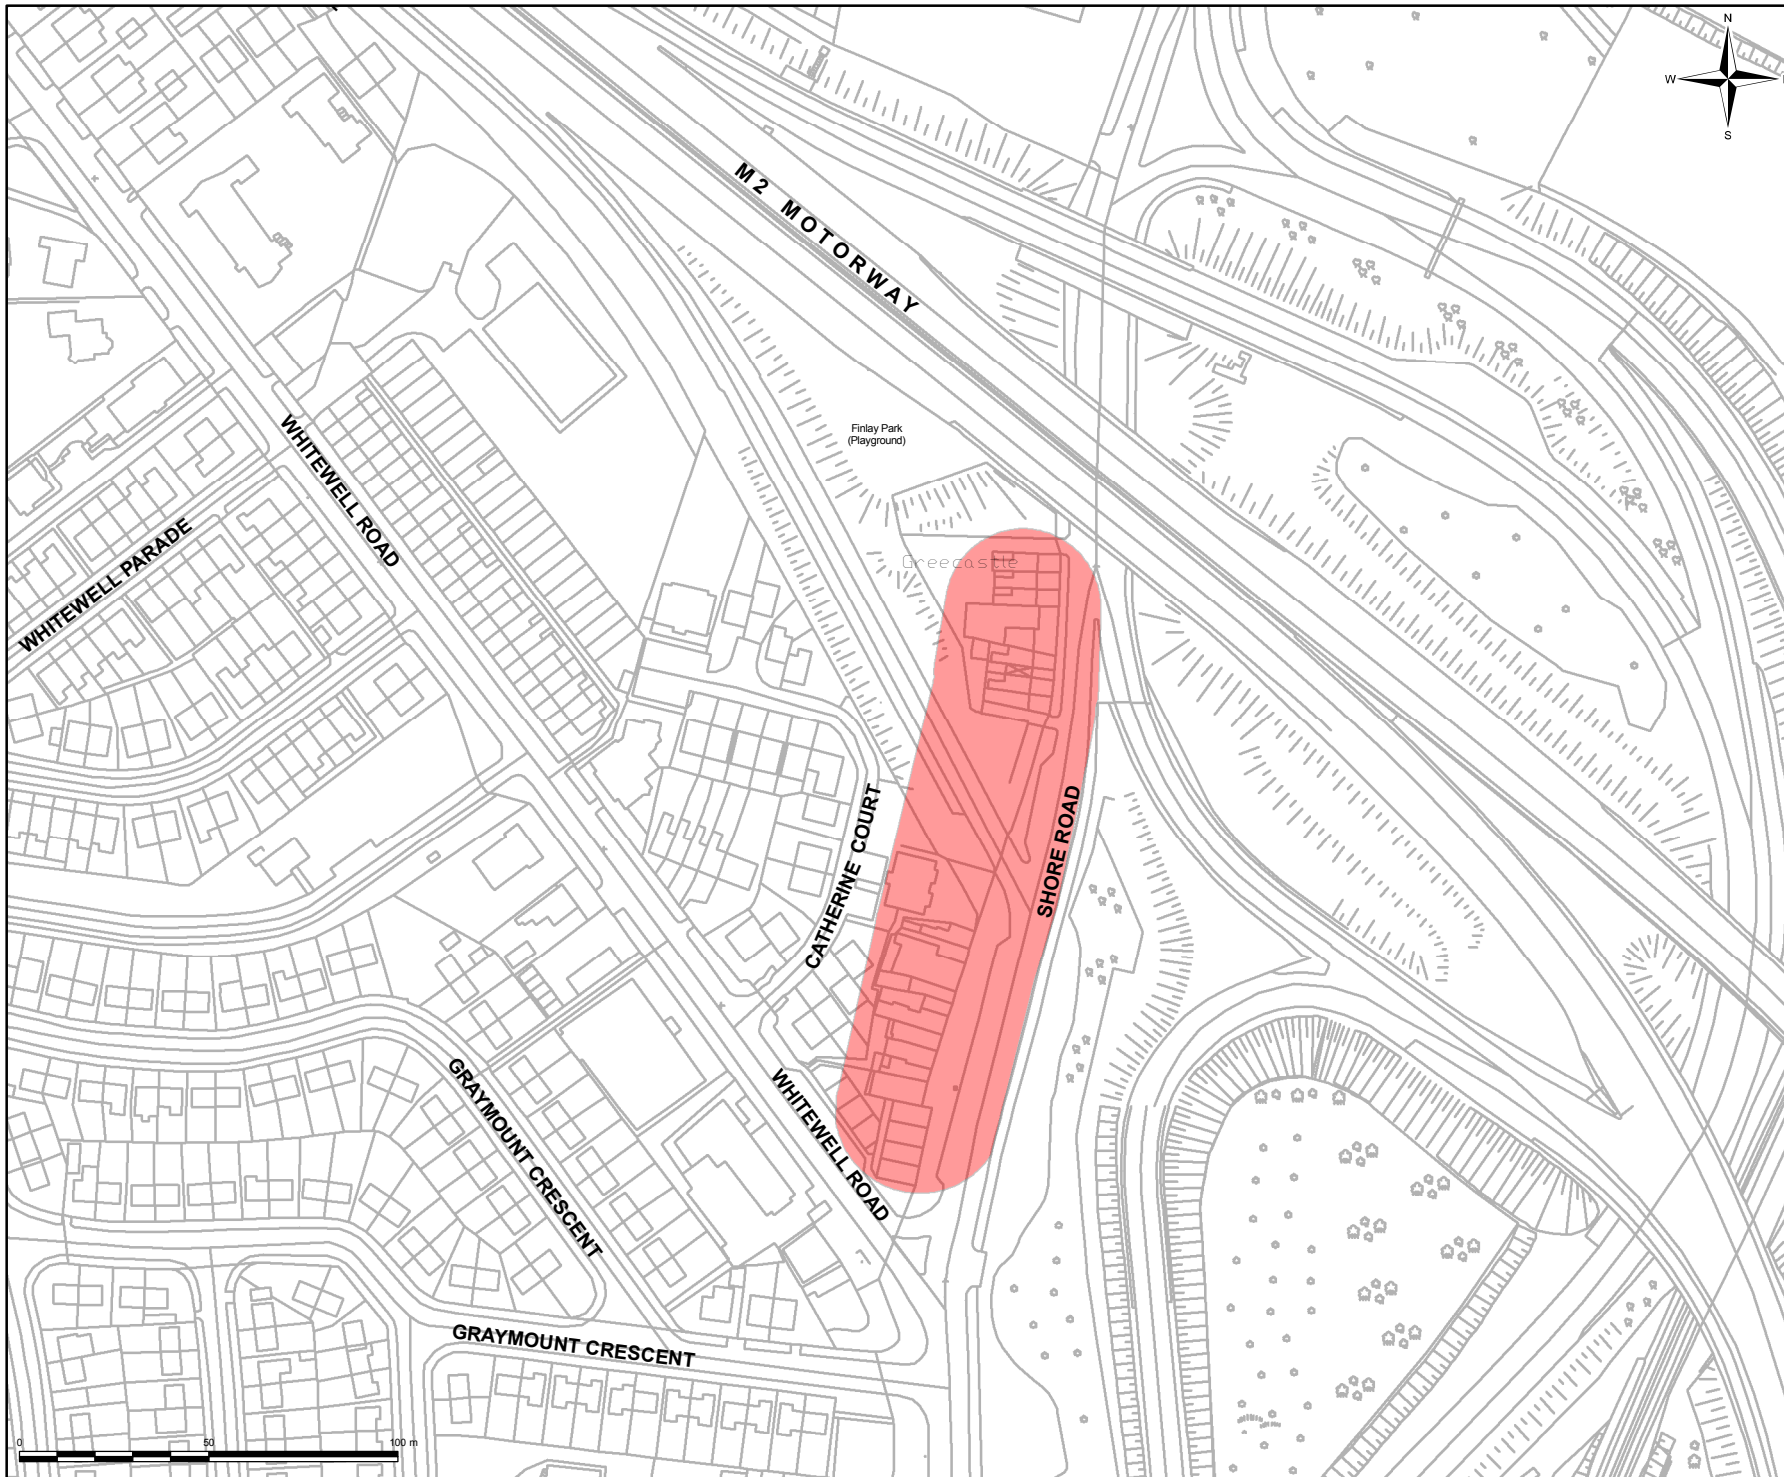 N
W
S
M2 MOTORWAY
WHITEWELL ROAD
Finlay Park
(Playground)
WHITEWELL PARADE
Greecastle
CATHERINE COURT
SHORE ROAD
GRAYMOUNT CRESCENT
WHITEWELL ROAD
GRAYMOUNT CRESCENT
0 50 100 m